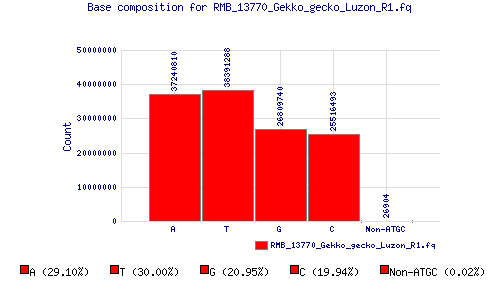 Base composition for RMB_13770_Gekko_gecko_Luzon_R1.fq
50000000
40000000
30000000
20000000
10000000
0
Count
37240810
38391288
26809740
25516493
26904
A T G C Non-ATGC
RMB_13770_Gekko_gecko_Luzon_R1.fq
A (29.10%) T (30.00%) G (20.95%) C (19.94%) Non-ATGC (0.02%)